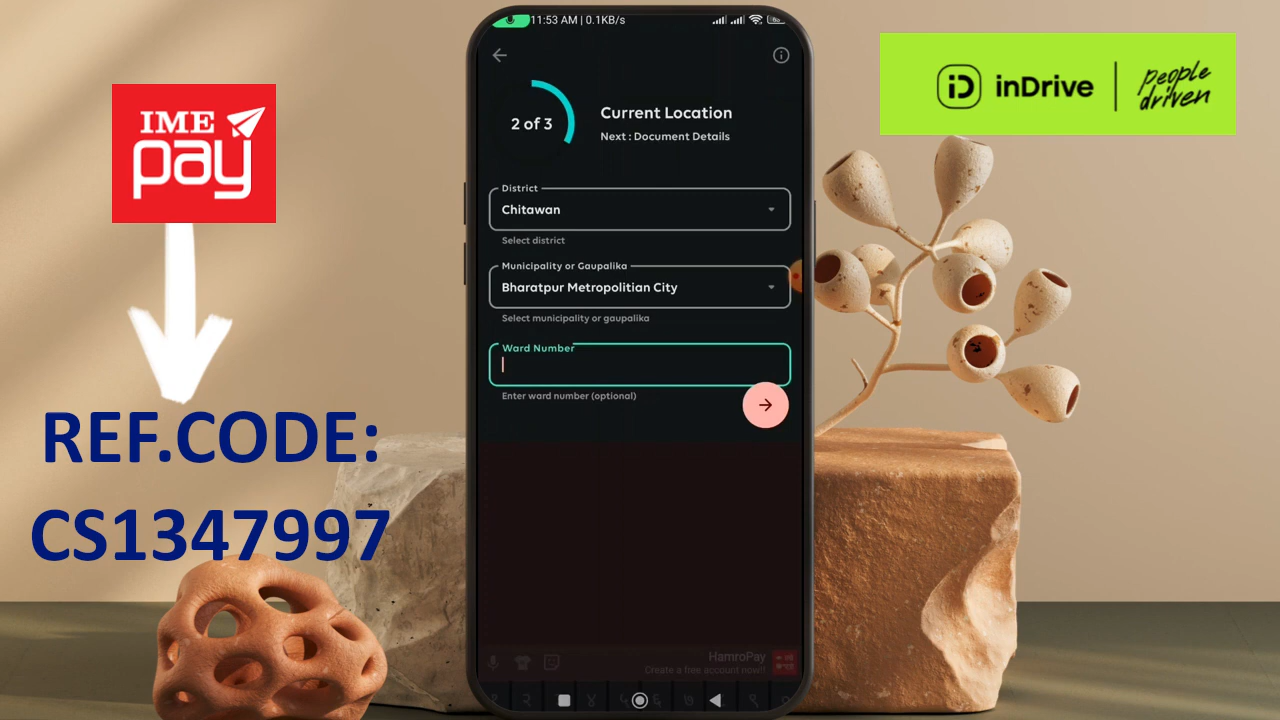 IME
pay
REF.CODE:
CS1347997
11:53 AM | 0.1KB/s
2 of 3
Current Location
Next : Document Details
District
Chitawan
Select district
Municipality or Gaupalika
Bharatpur Metropolitian City
Select municipality or gaupalika
Ward Number
Enter ward number (optional)
HamroPay
Create a free account now!!
iD inDrive
people
driven